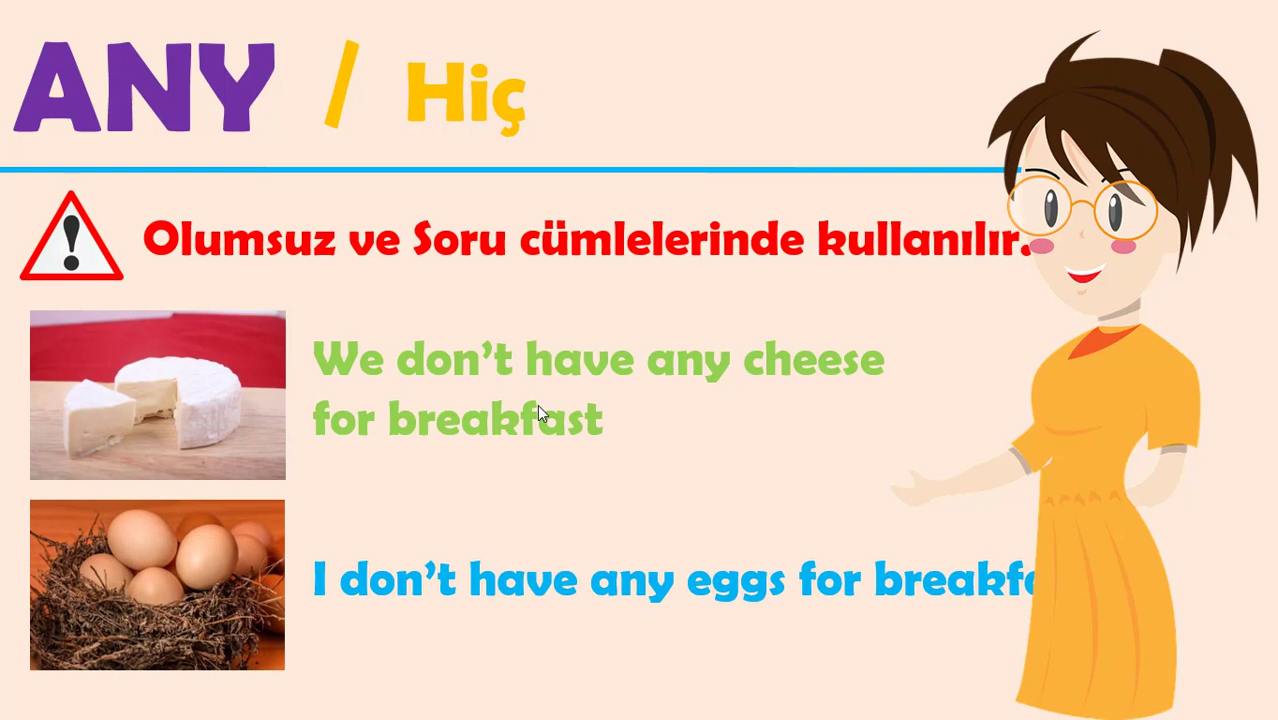 ANY / Hiç
Olumsuz ve Soru cümlelerinde kullanılır.
We don't have any cheese
for breakfast
I don't have any eggs for